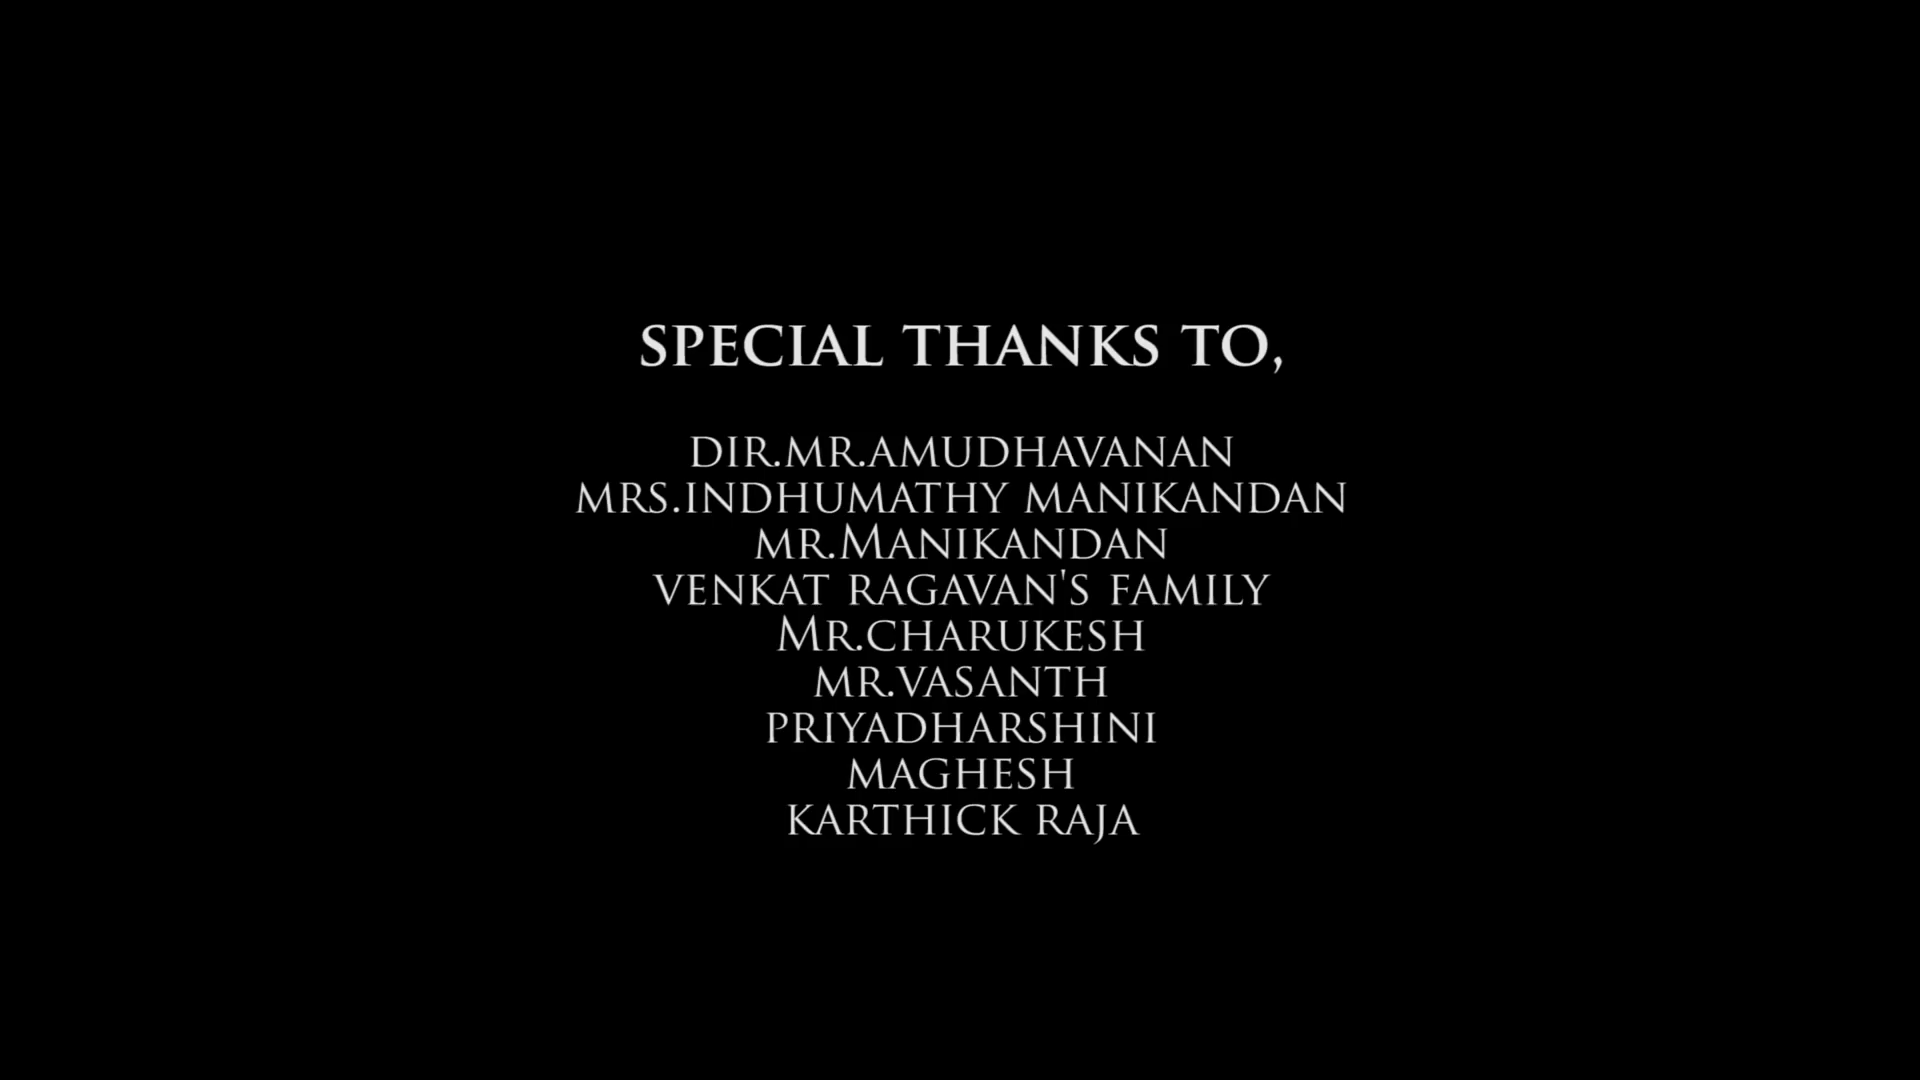 SPECIAL THANKS TO,
DIR.MR.AMUDHAVANAN
MRS.INDHUMATHY MANIKANDAN
MR.MANIKANDAN
VENKAT RAGAVAN'S FAMILY
MR.CHARUKESH
MR.VASANTH
PRIYADHARSHINI
MAGHESH
KARTHICK RAJA